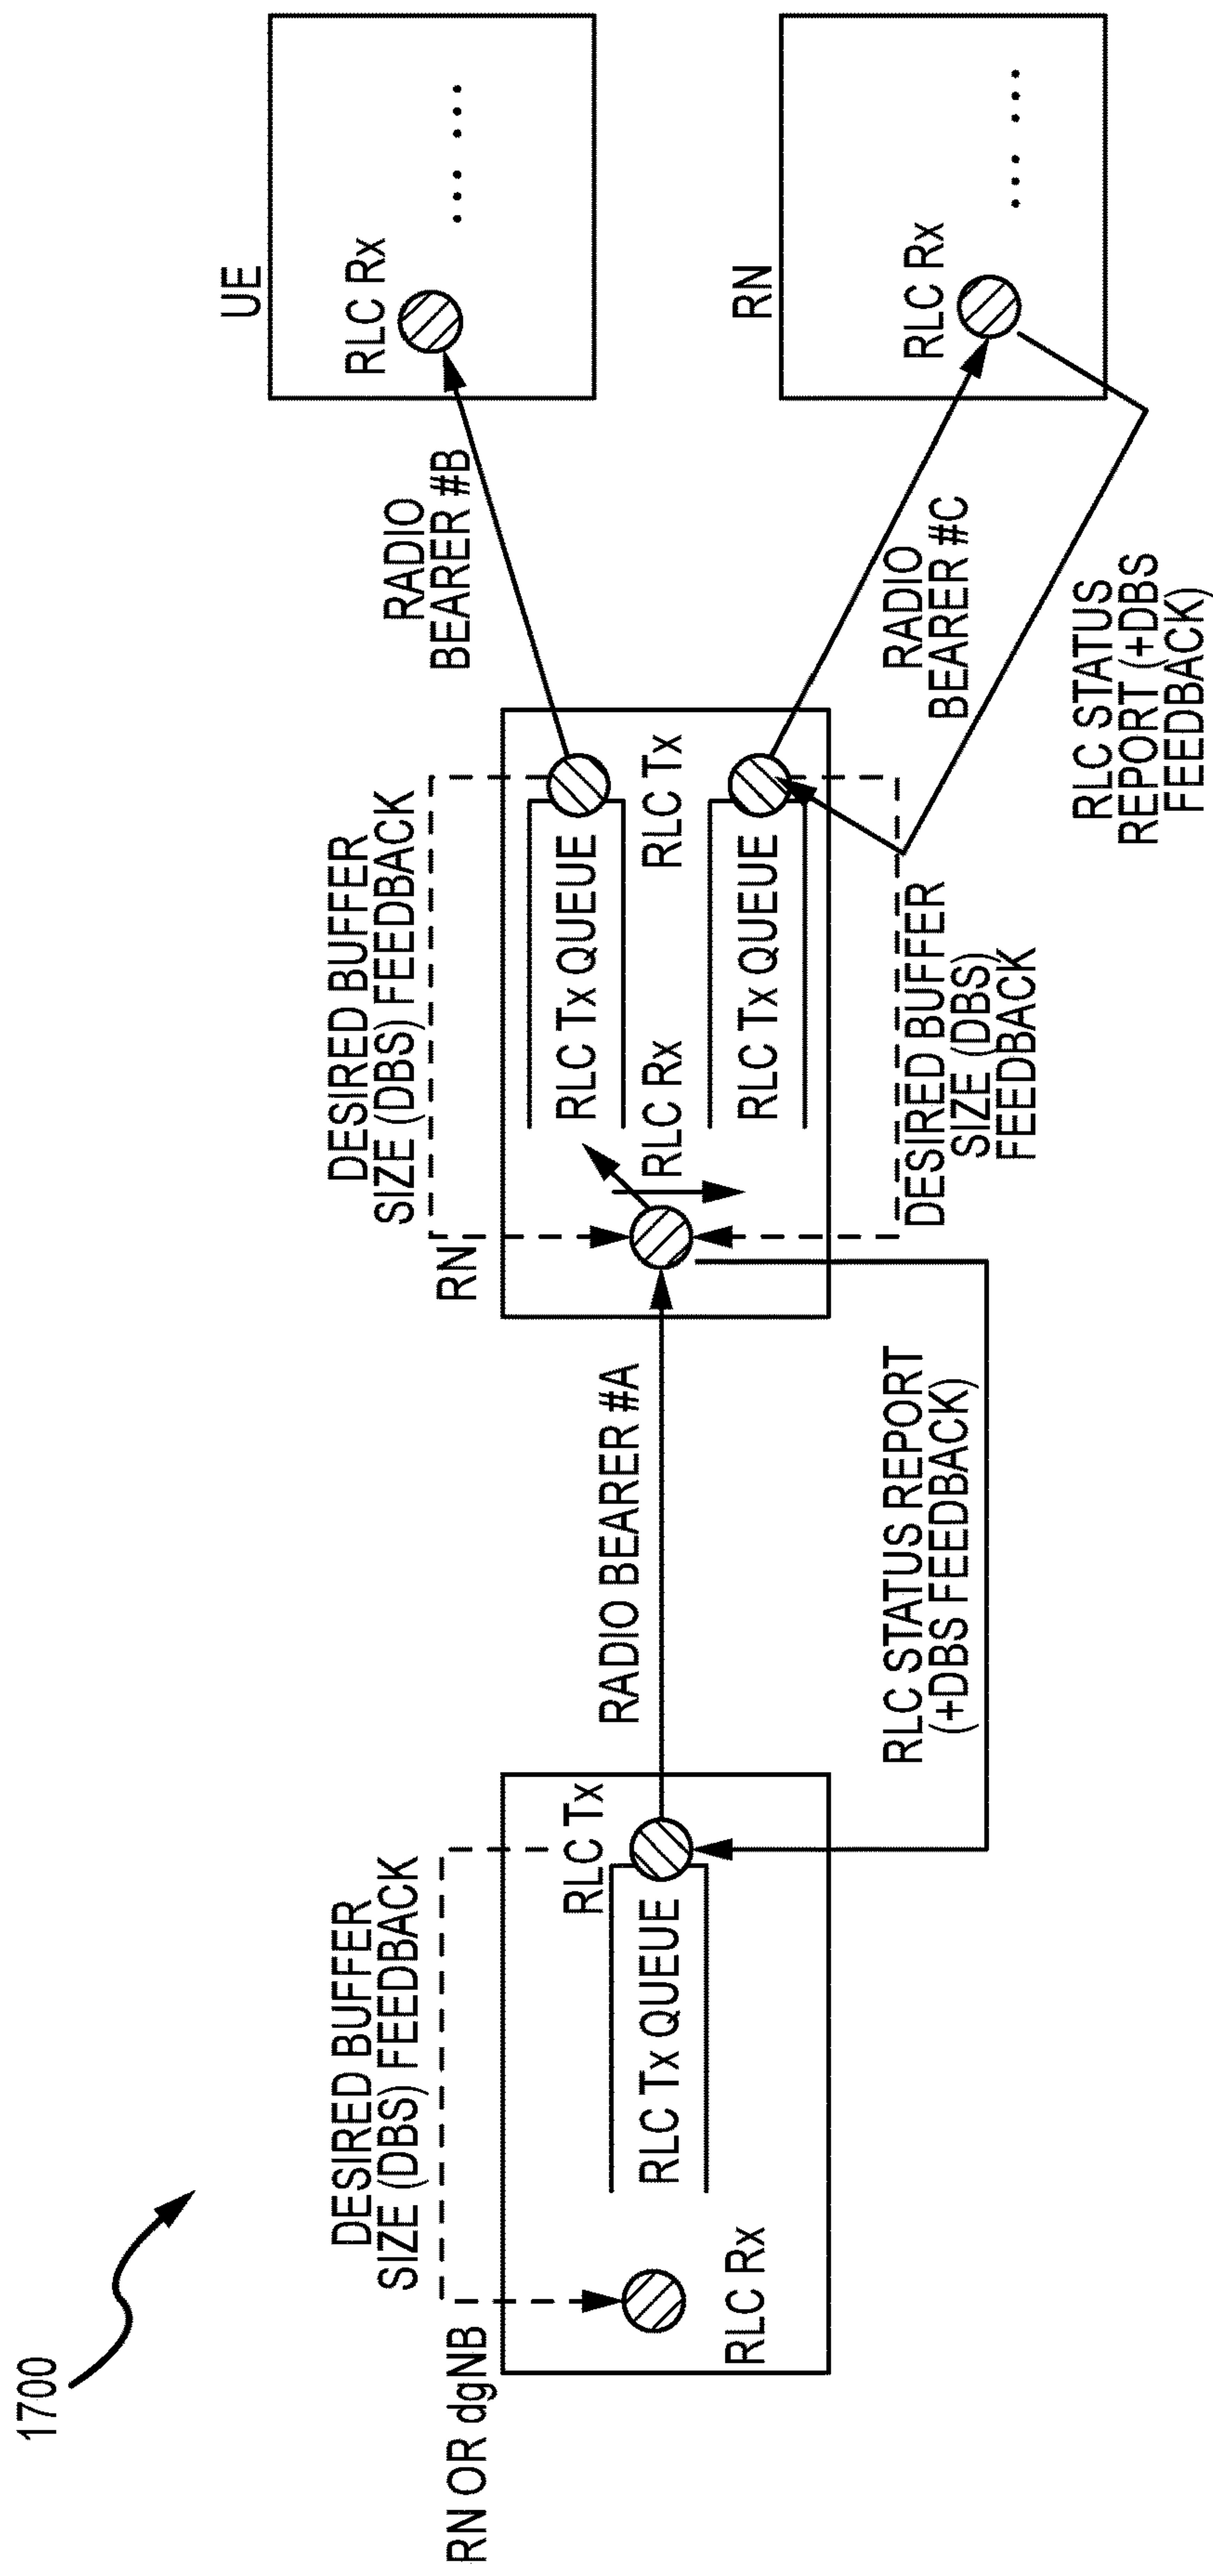 1700
RN OR dgNB
DESIRED BUFFER
SIZE (DBS) FEEDBACK
RLC Rx
RLC Tx QUEUE
RLC Tx
RADIO BEARER #A
RLC STATUS REPORT
(+DBS FEEDBACK)
RN
DESIRED BUFFER
SIZE (DBS) FEEDBACK
RLC Tx QUEUE
RLC Rx
RLC Tx
RLC Tx QUEUE
DESIRED BUFFER
SIZE (DBS)
FEEDBACK
RADIO
BEARER #B
RADIO
BEARER #C
RLC STATUS
REPORT (+DBS
FEEDBACK)
UE
RLC Rx
RN
RLC Rx